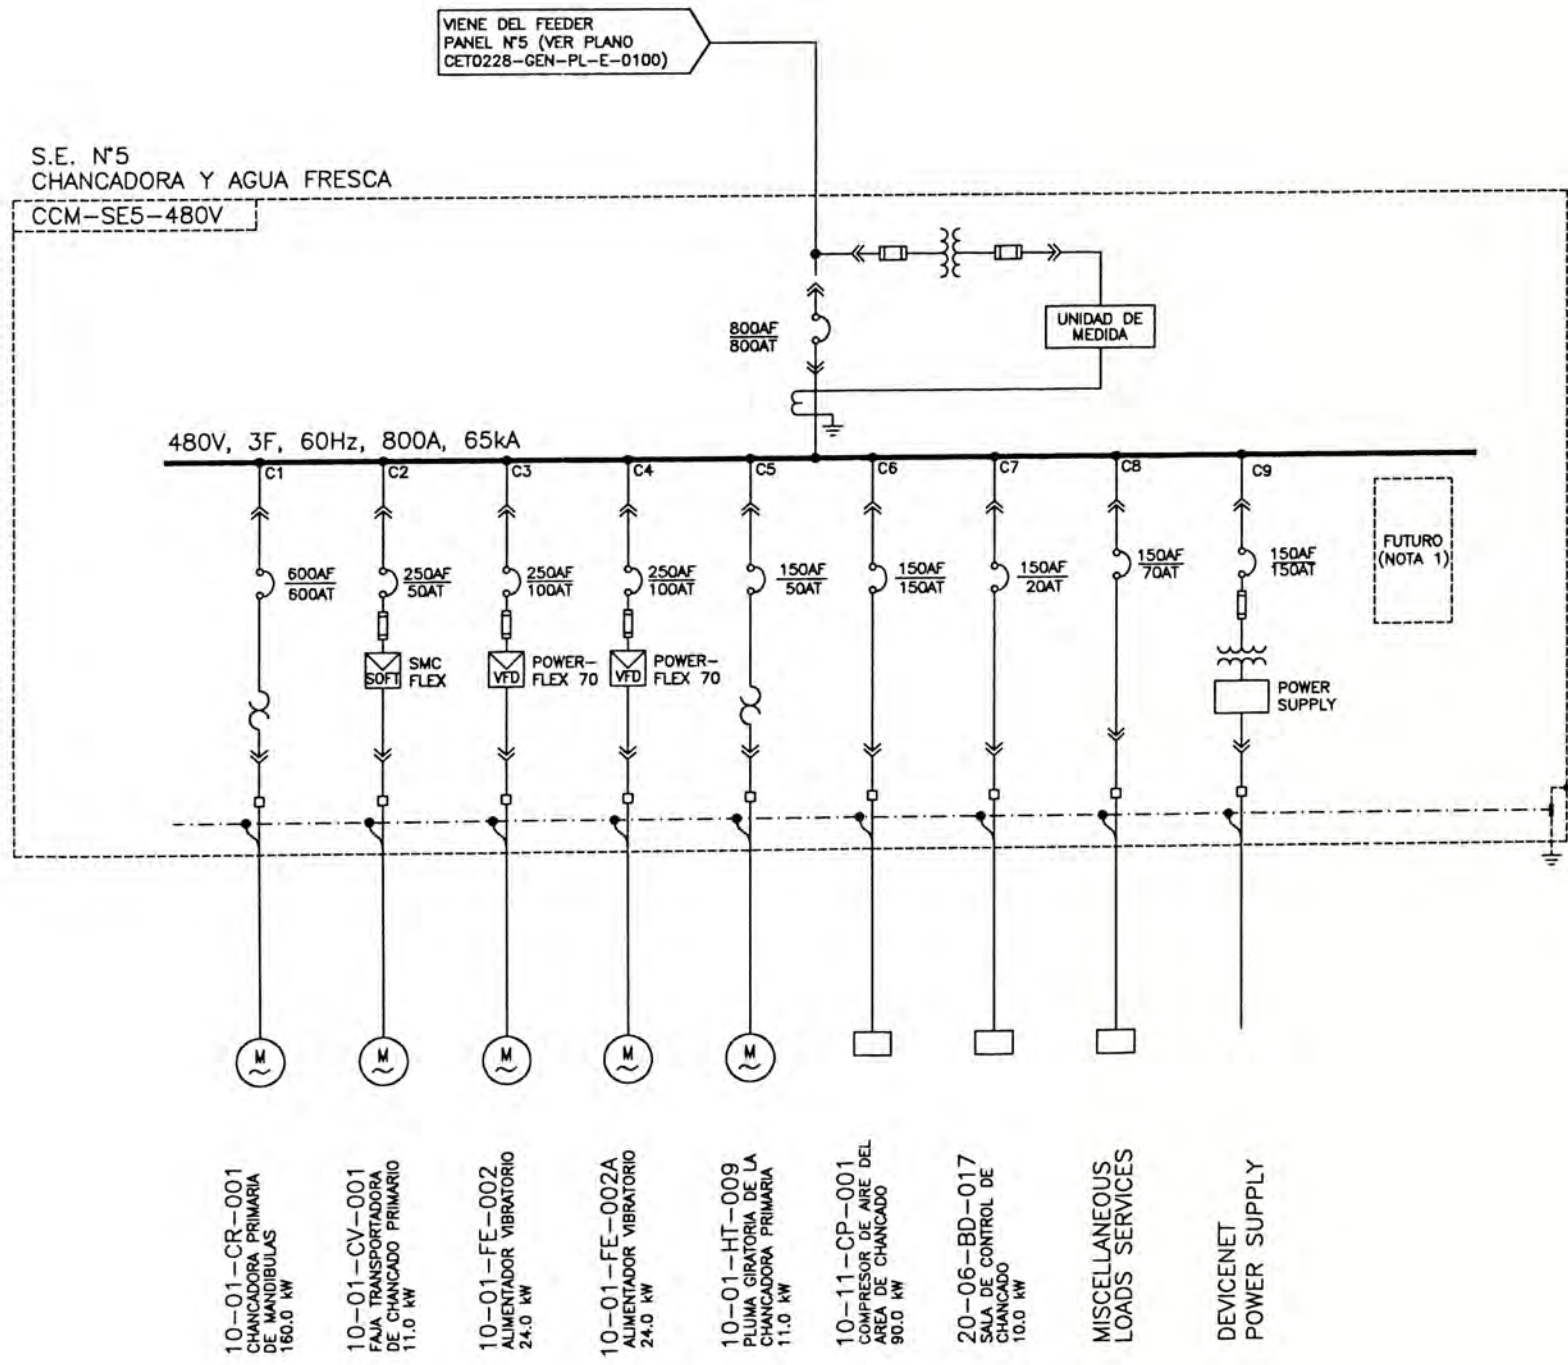 VIENE DEL FEEDER
PANEL N°5 (VER PLANO
CET0228-GEN-PL-E-0100)
S.E. N°5
CHANCADORA Y AGUA FRESCA
CCM-SE5-480V
800AF
800AT
UNIDAD DE
MEDIDA
480V, 3F, 60Hz, 800A, 65kA
C1
C2
C3
C4
C5
C6
C7
C8
C9
600AF
600AT
250AF
50AT
250AF
100AT
250AF
100AT
150AF
50AT
150AF
150AT
150AF
20AT
150AF
70AT
150AF
150AT
FUTURO
(NOTA 1)
SOFT
SMC
FLEX
VFD
POWER-
FLEX 70
VFD
POWER-
FLEX 70
POWER
SUPPLY
M
M
M
M
M
10-01-CR-001
CHANCADORA PRIMARIA
DE MANDIBULAS
160.0 kW
10-01-CV-001
FAJA TRANSPORTADORA
DE CHANCADO PRIMARIO
11.0 kW
10-01-FE-002
ALIMENTADOR VIBRATORIO
24.0 kW
10-01-FE-002A
ALIMENTADOR VIBRATORIO
24.0 kW
10-01-HT-009
PLUMA GIRATORIA DE LA
CHANCADORA PRIMARIA
11.0 kW
10-11-CP-001
COMPRESOR DE AIRE DEL
AREA DE CHANCADO
90.0 kW
20-06-BD-017
SALA DE CONTROL DE
CHANCADO
10.0 kW
MISCELLANEOUS
LOADS SERVICES
DEVICENET
POWER SUPPLY